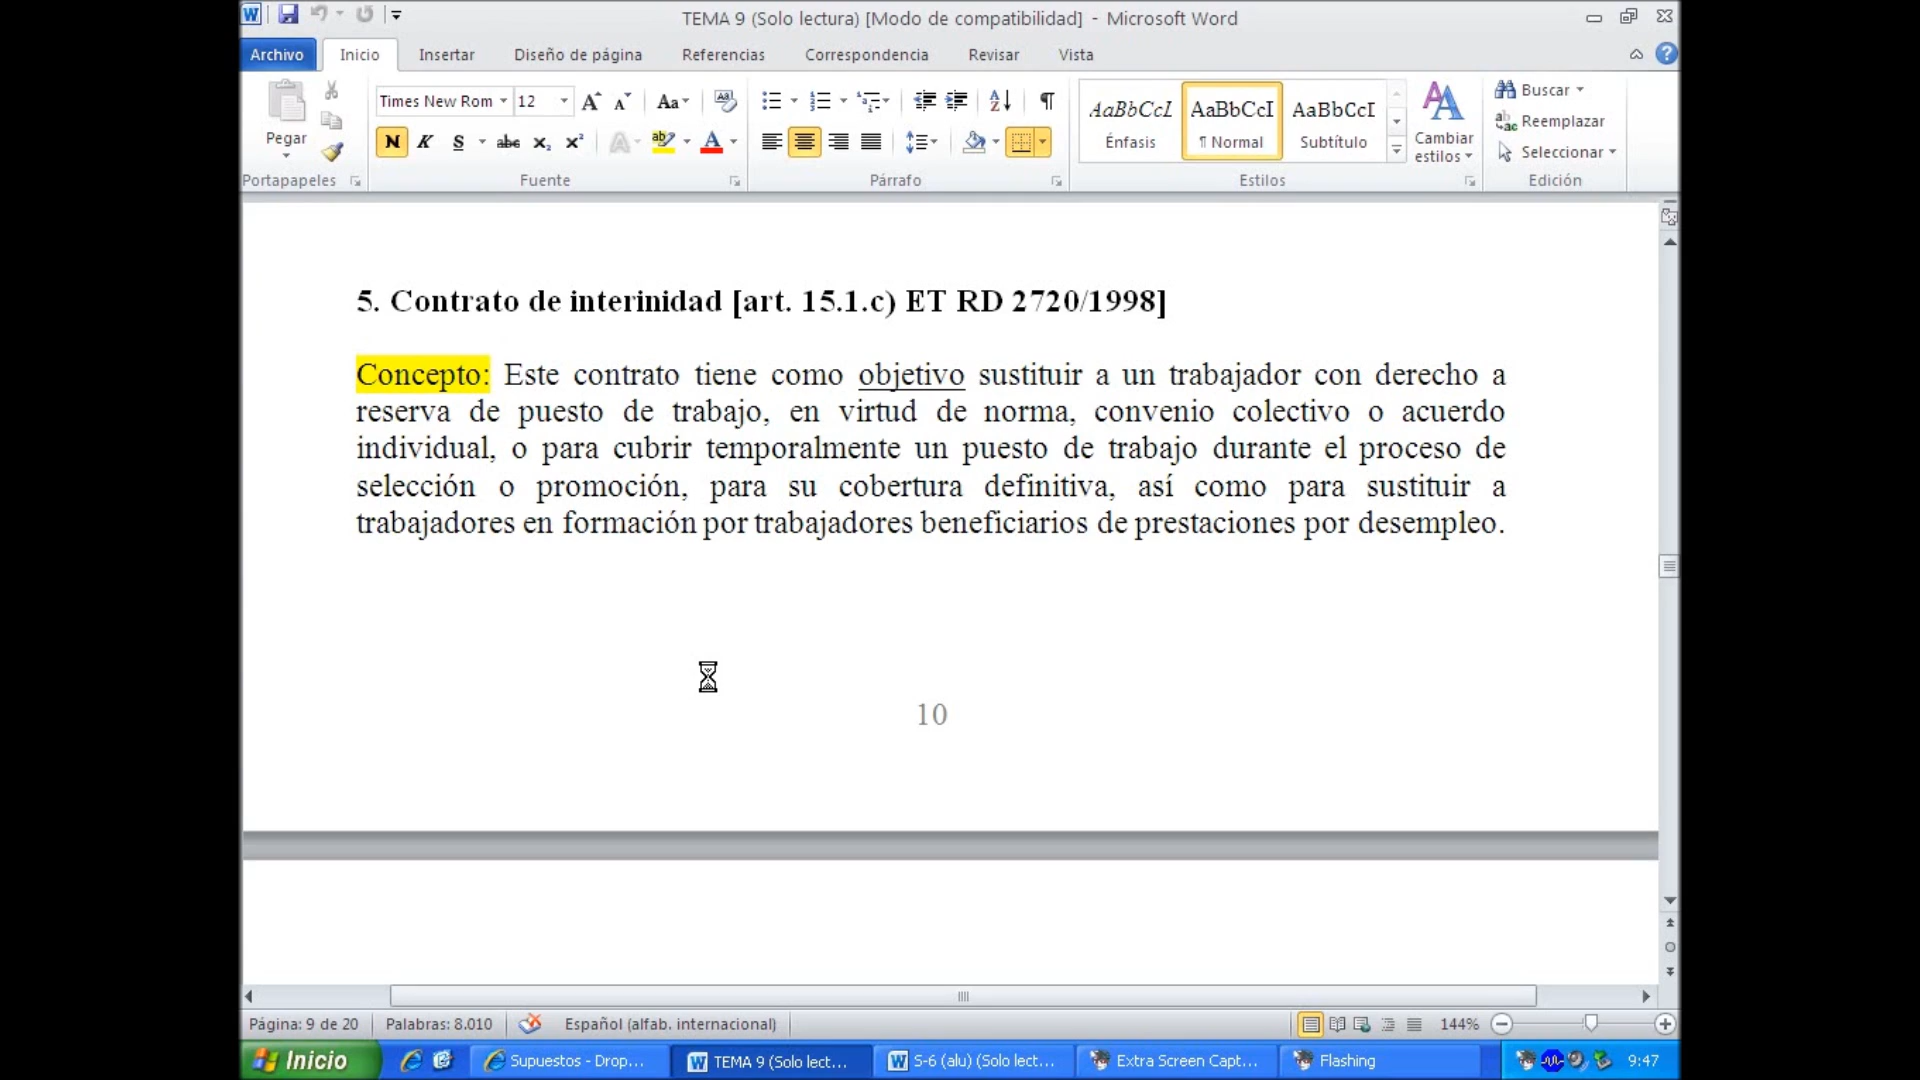 TEMA 9 (Solo lectura) [Modo de compatibilidad] - Microsoft Word
Archivo Inicio Insertar Diseño de página Referencias Correspondencia Revisar Vista
Times New Rom 12 Aa
Pegar
N K S abc x₂ x² A ab A
AaBbCcI AaBbCcI AaBbCcI
Énfasis ¶ Normal Subtítulo
Cambiar estilos
Buscar
Reemplazar
Seleccionar
Portapapeles Fuente Párrafo Estilos Edición
5. Contrato de interinidad [art. 15.1.c) ET RD 2720/1998]
Concepto: Este contrato tiene como objetivo sustituir a un trabajador con derecho a
reserva de puesto de trabajo, en virtud de norma, convenio colectivo o acuerdo
individual, o para cubrir temporalmente un puesto de trabajo durante el proceso de
selección o promoción, para su cobertura definitiva, así como para sustituir a
trabajadores en formación por trabajadores beneficiarios de prestaciones por desempleo.
10
Página: 9 de 20 Palabras: 8.010 Español (alfab. internacional) 144%
Inicio Supuestos - Drop... TEMA 9 (Solo lect... S-6 (alu) (Solo lect... Extra Screen Capt... Flashing 9:47